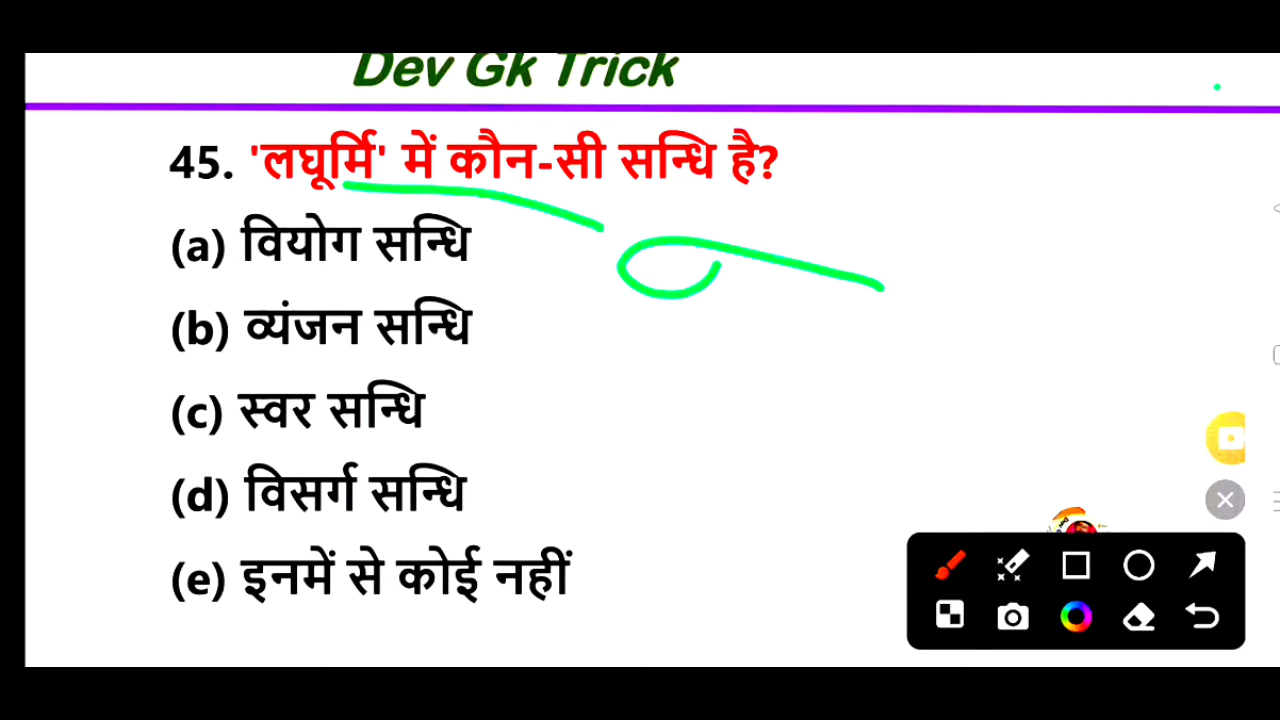 Dev Gk Trick
45. 'लघूर्मि' में कौन-सी सन्धि है?
(a) वियोग सन्धि
(b) व्यंजन सन्धि
(c) स्वर सन्धि
(d) विसर्ग सन्धि
(e) इनमें से कोई नहीं